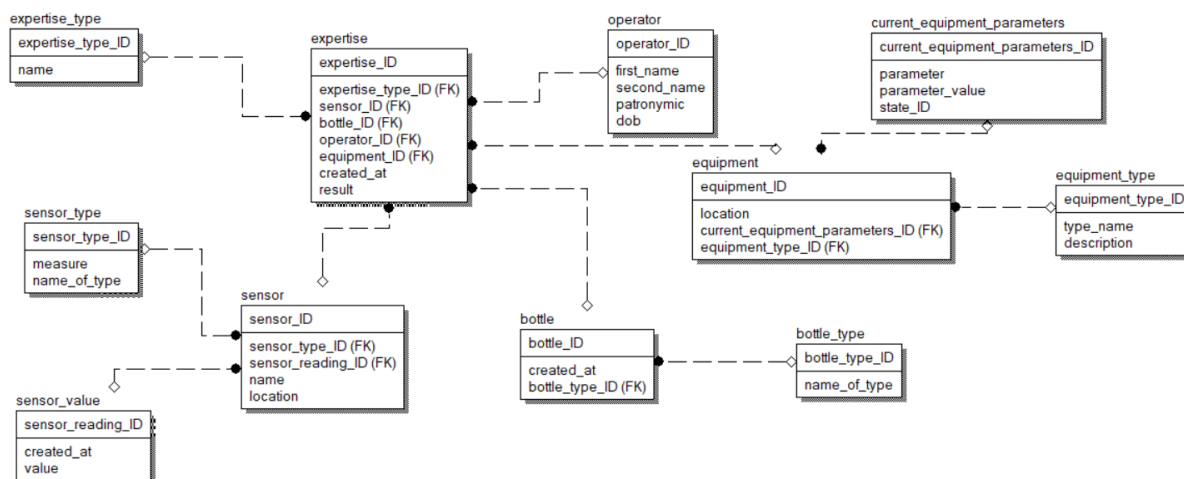 expertise_type
expertise_type_ID
name
expertise
expertise_ID
expertise_type_ID (FK)
sensor_ID (FK)
bottle_ID (FK)
operator_ID (FK)
equipment_ID (FK)
created_at
result
operator
operator_ID
first_name
second_name
patronymic
dob
current_equipment_parameters
current_equipment_parameters_ID
parameter
parameter_value
state_ID
equipment
equipment_ID
location
current_equipment_parameters_ID (FK)
equipment_type_ID (FK)
equipment_type
equipment_type_ID
type_name
description
sensor_type
sensor_type_ID
measure
name_of_type
sensor
sensor_ID
sensor_type_ID (FK)
sensor_reading_ID (FK)
name
location
bottle
bottle_ID
created_at
bottle_type_ID (FK)
bottle_type
bottle_type_ID
name_of_type
sensor_value
sensor_reading_ID
created_at
value